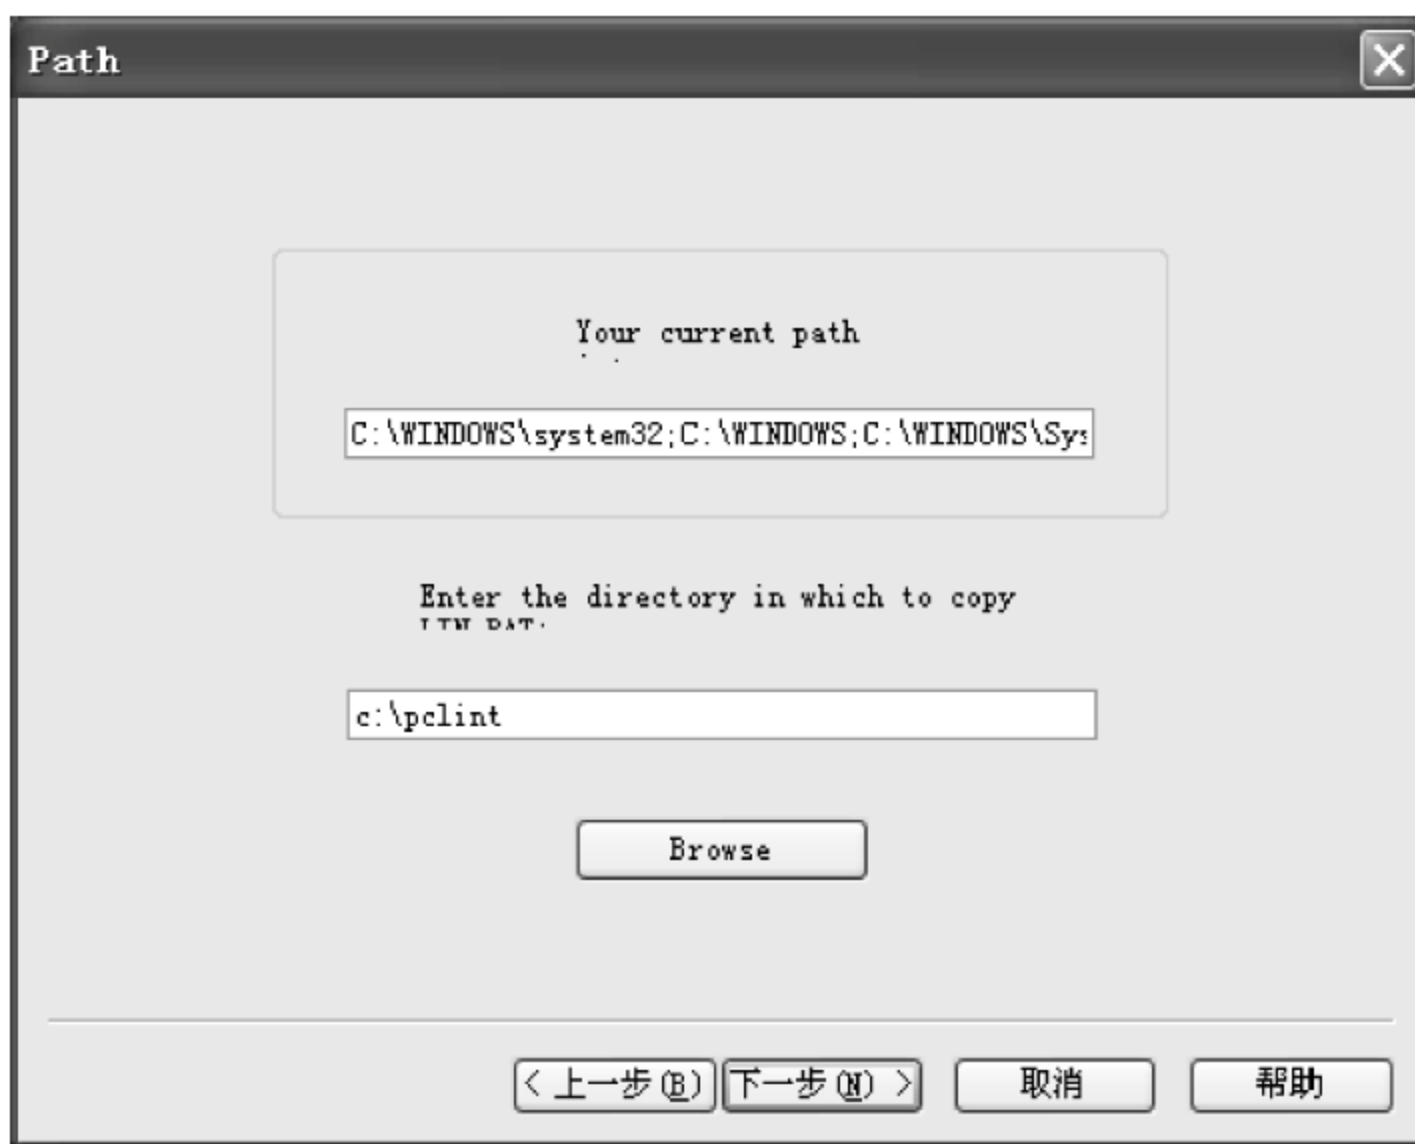 Path
Your current path
C:\WINDOWS\system32;C:\WINDOWS;C:\WINDOWS\Sys
Enter the directory in which to copy
c:\pclint
Browse
< 上一步(B) 下一步(N) > 取消 帮助